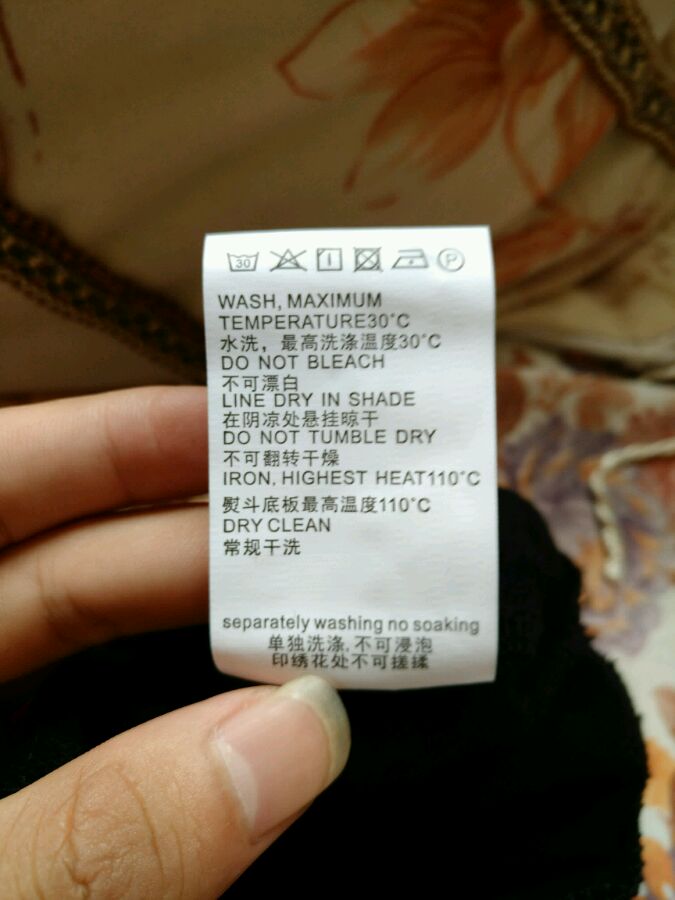 30 P
WASH, MAXIMUM
TEMPERATURE30°C
水洗，最高洗涤温度30°C
DO NOT BLEACH
不可漂白
LINE DRY IN SHADE
在阴凉处悬挂晾干
DO NOT TUMBLE DRY
不可翻转干燥
IRON, HIGHEST HEAT110°C
熨斗底板最高温度110°C
DRY CLEAN
常规干洗
separately washing no soaking
单独洗涤,不可浸泡
印绣花处不可搓揉